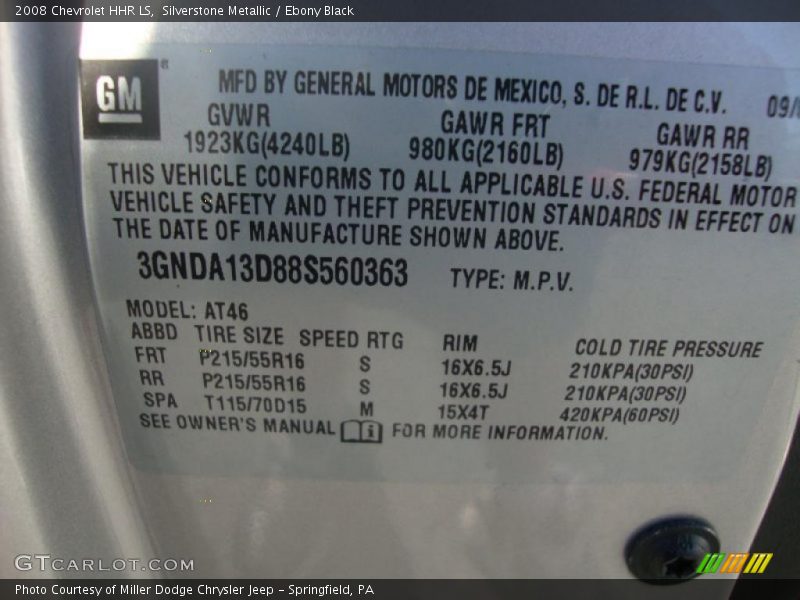 2008 Chevrolet HHR LS, Silverstone Metallic / Ebony Black
GM ®
MFD BY GENERAL MOTORS DE MEXICO, S. DE R.L. DE C.V.
GVWR GAWR FRT GAWR RR
1923KG(4240LB) 980KG(2160LB) 979KG(2158LB)
THIS VEHICLE CONFORMS TO ALL APPLICABLE U.S. FEDERAL MOTOR
VEHICLE SAFETY AND THEFT PREVENTION STANDARDS IN EFFECT ON
THE DATE OF MANUFACTURE SHOWN ABOVE.
3GNDA13D88S560363 TYPE: M.P.V.
MODEL: AT46
ABBD TIRE SIZE SPEED RTG RIM COLD TIRE PRESSURE
FRT P215/55R16 S 16X6.5J 210KPA(30PSI)
RR P215/55R16 S 16X6.5J 210KPA(30PSI)
SPA T115/70D15 M 15X4T 420KPA(60PSI)
SEE OWNER'S MANUAL i FOR MORE INFORMATION.
GTCARLOT.COM
Photo Courtesy of Miller Dodge Chrysler Jeep - Springfield, PA